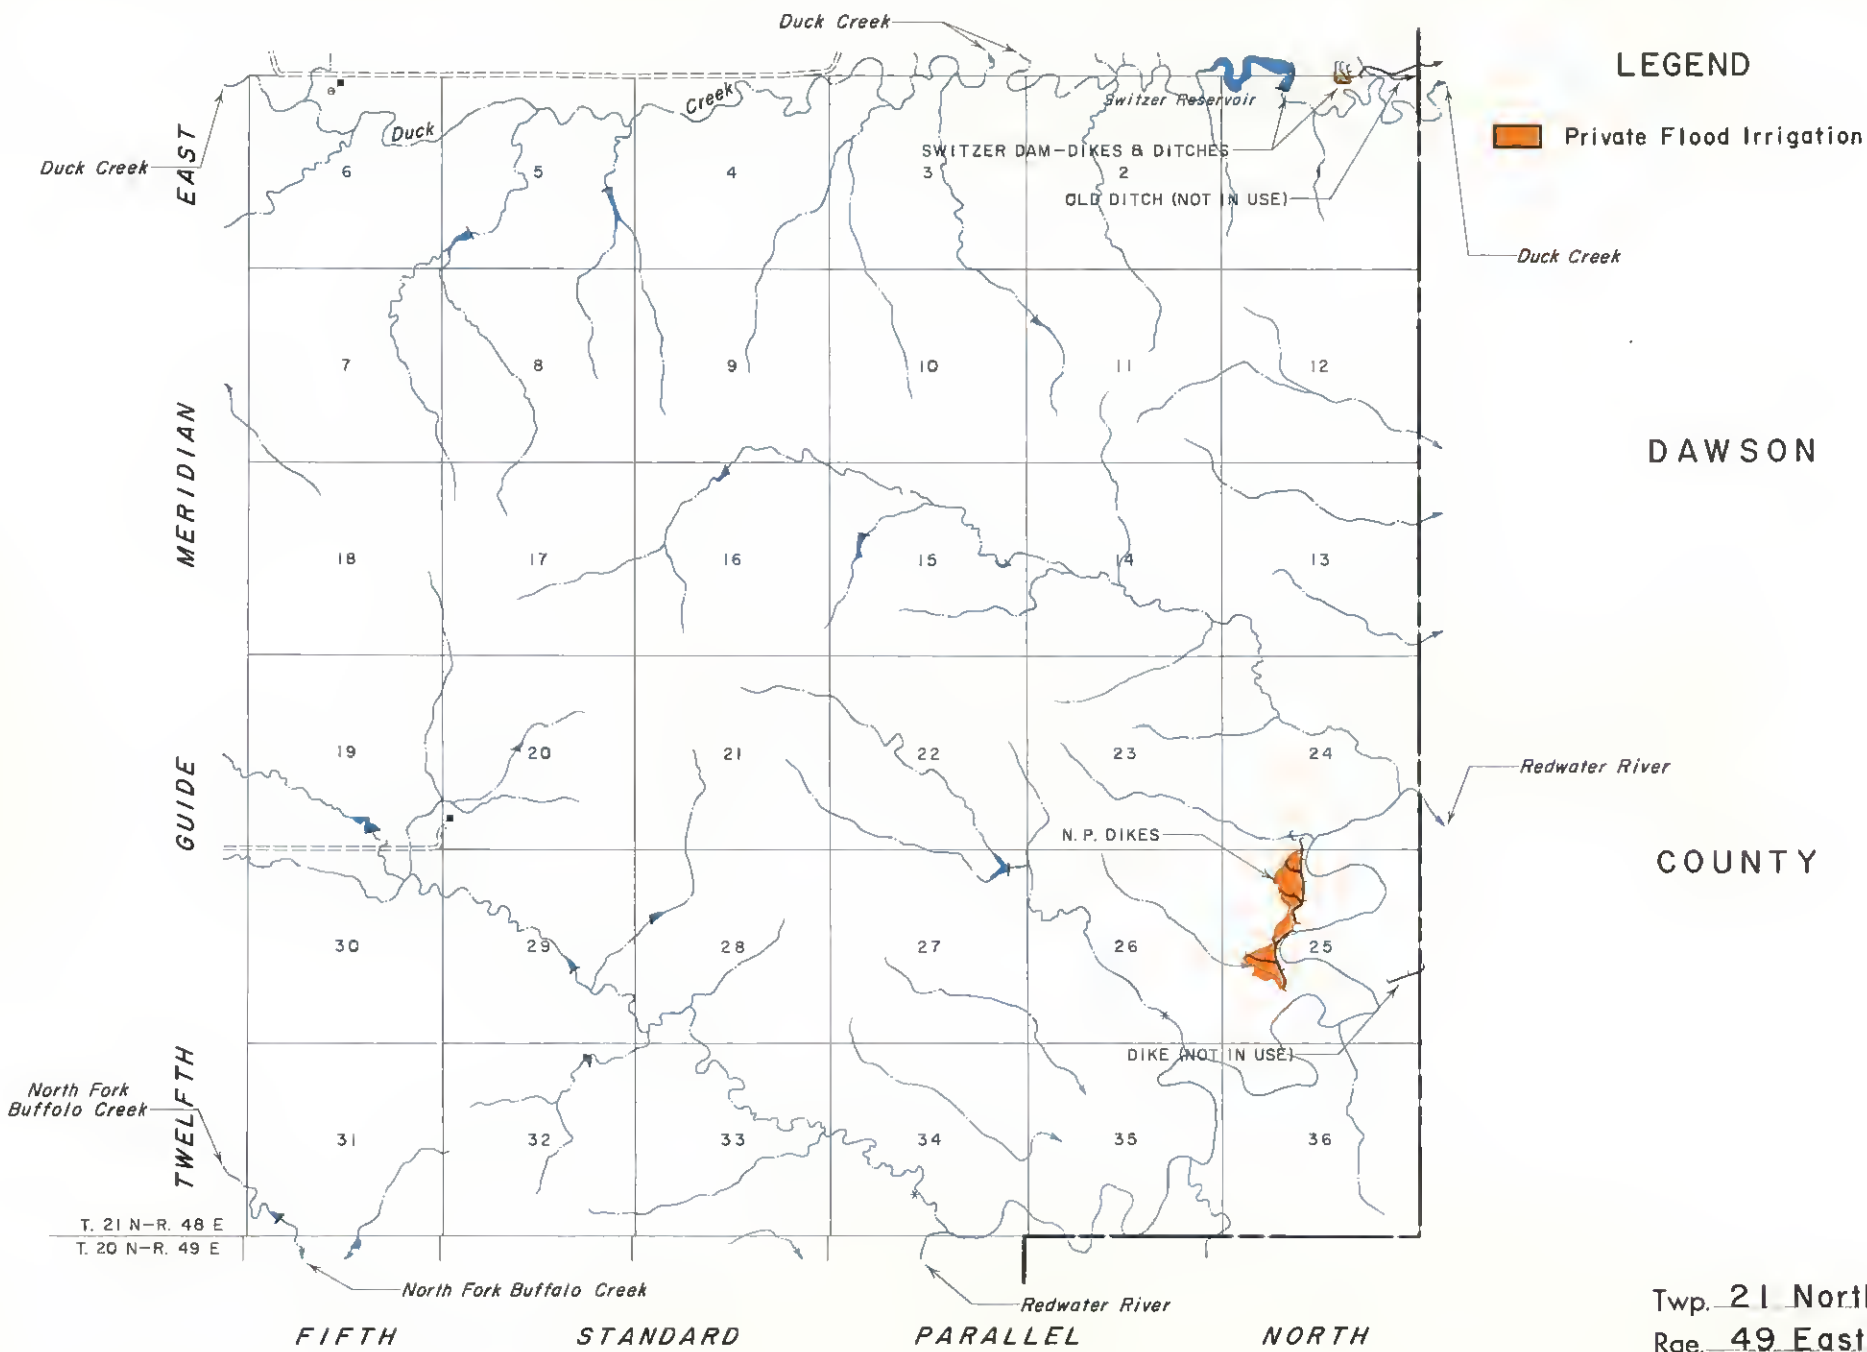 Duck Creek
LEGEND
Private Flood Irrigation
Duck Creek
Duck Creek
Switzer Reservoir
SWITZER DAM-DIKES & DITCHES
OLD DITCH (NOT IN USE)
Duck Creek
6
5
4
3
2
7
8
9
10
11
12
DAWSON
18
17
16
15
14
13
19
20
21
22
23
24
Redwater River
N.P. DIKES
COUNTY
30
29
28
27
26
25
DIKE (NOT IN USE)
North Fork
Buffalo Creek
31
32
33
34
35
36
TWELFTH GUIDE MERIDIAN EAST
T. 21 N-R. 48 E
T. 20 N-R. 49 E
North Fork Buffalo Creek
Redwater River
FIFTH STANDARD PARALLEL NORTH
Twp. 21 North
Rge. 49 East